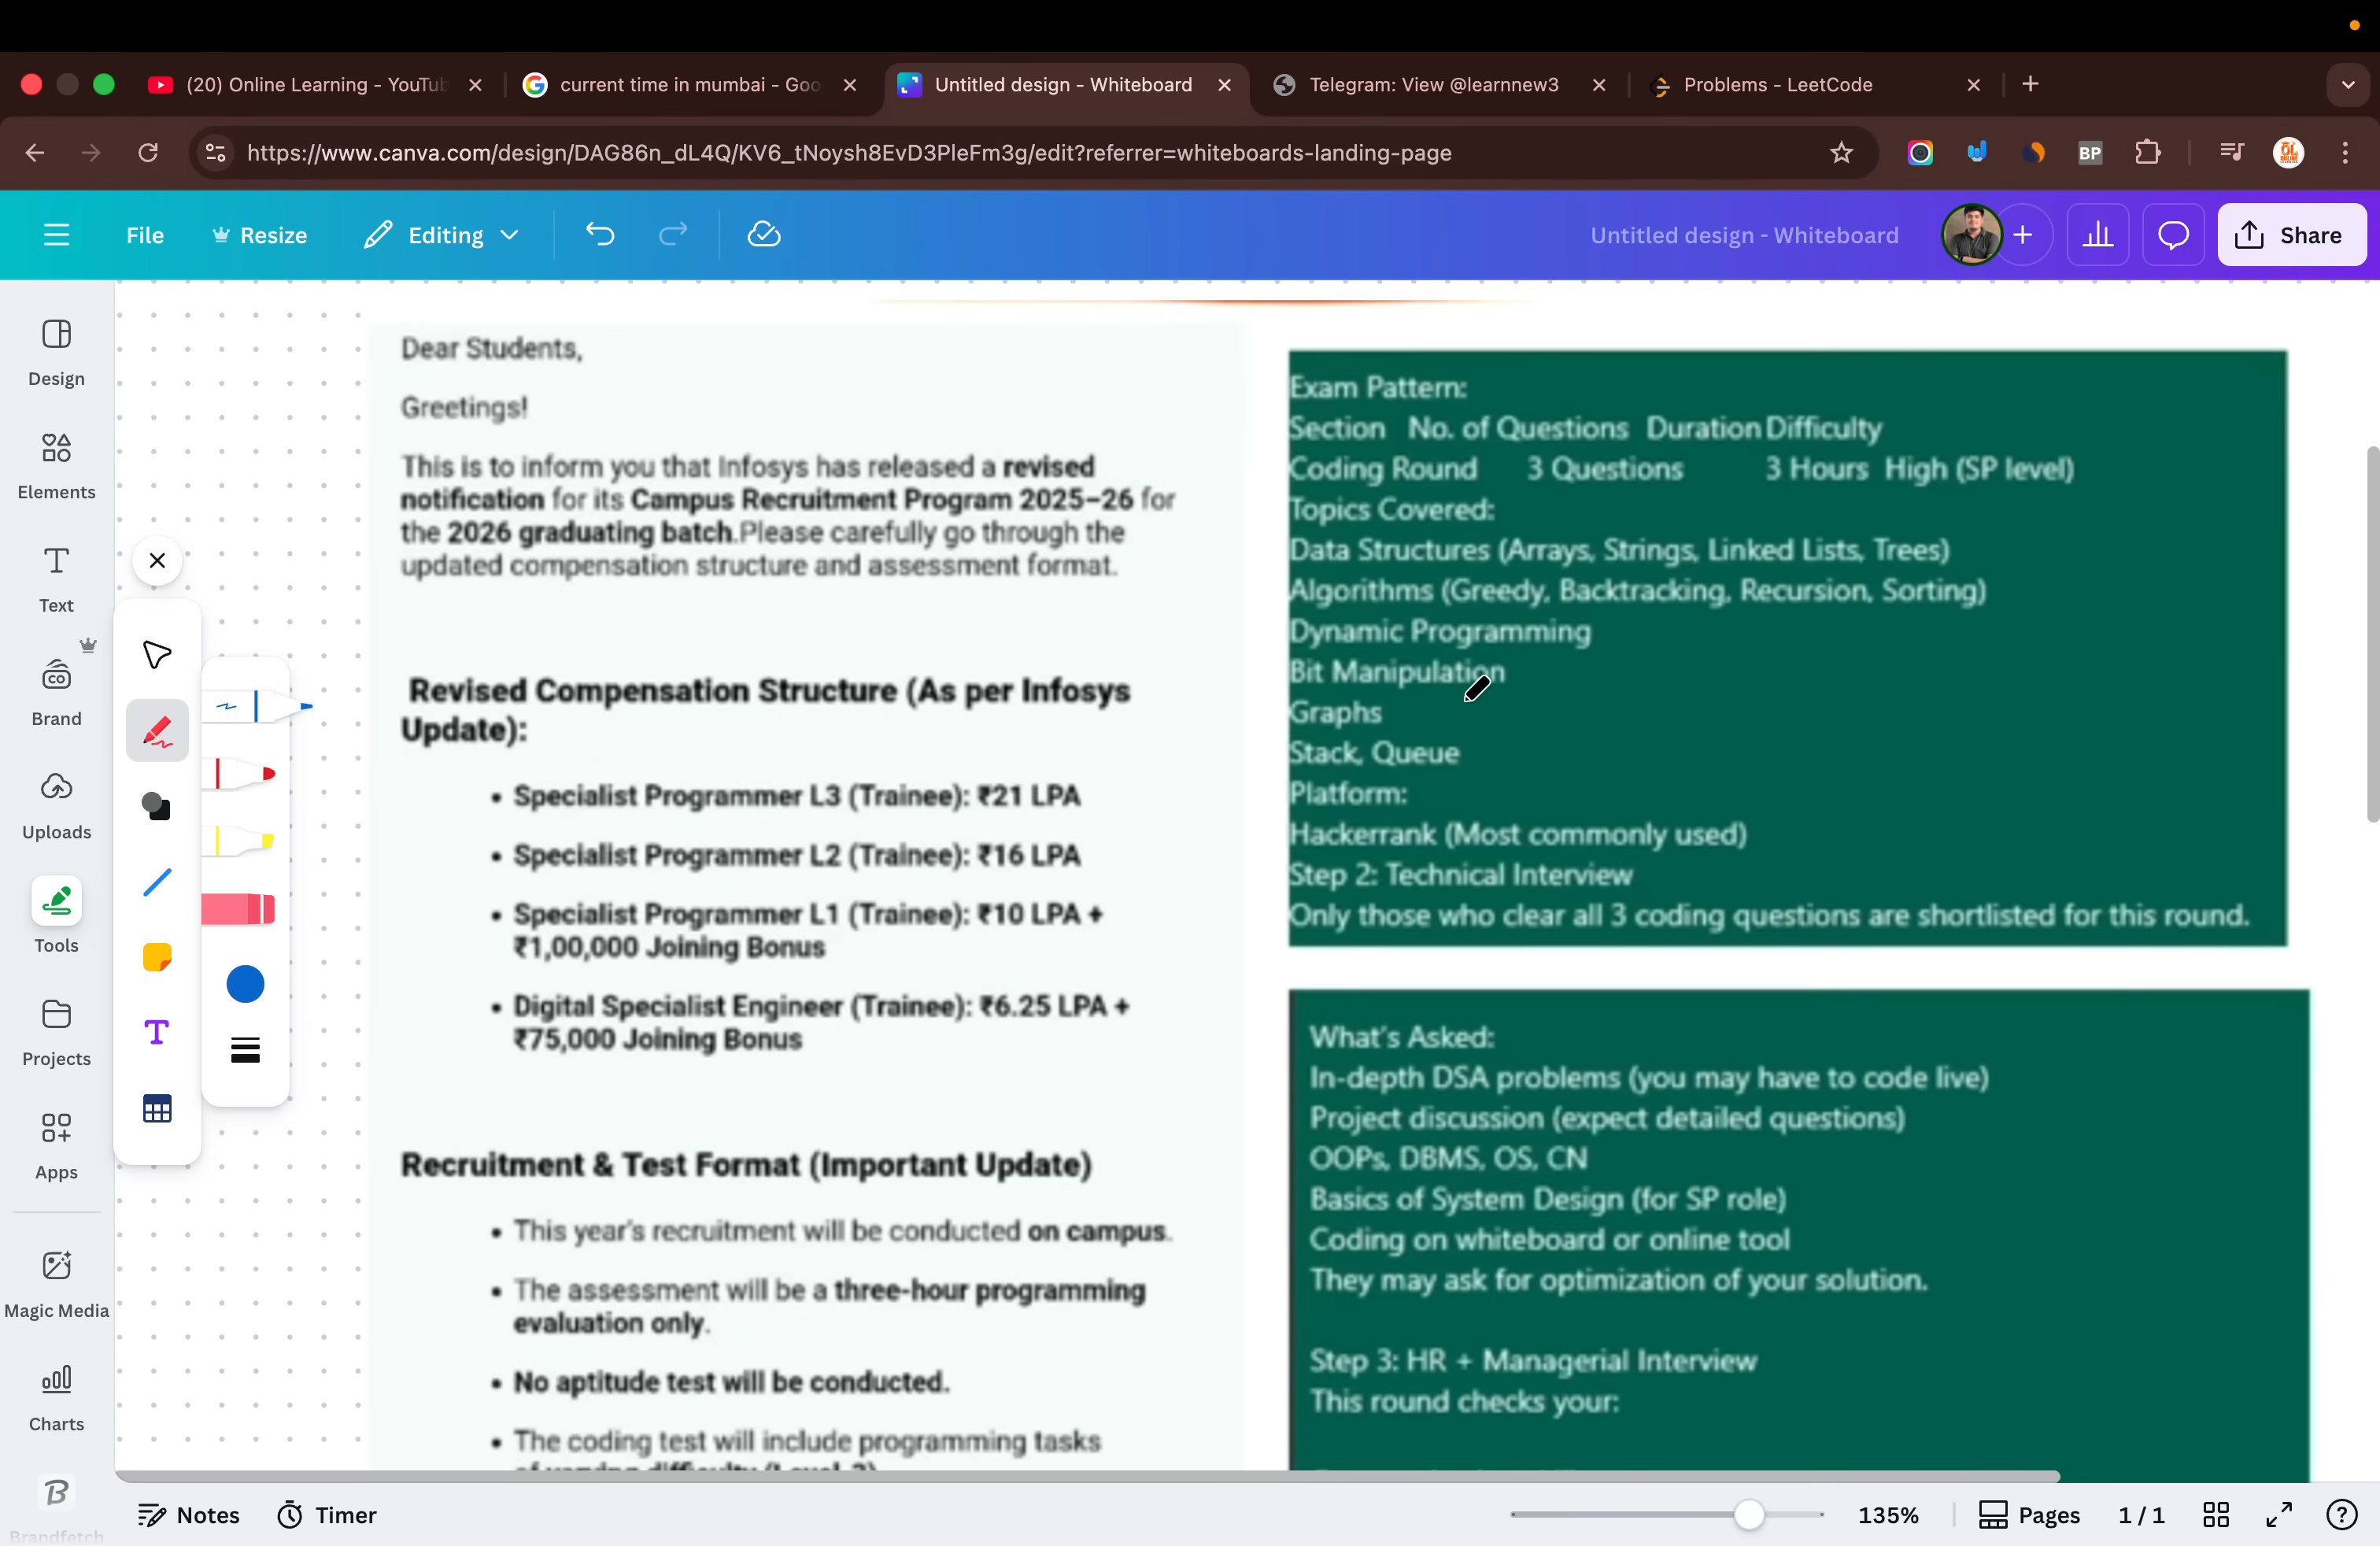 (20) Online Learning - YouTub
current time in mumbai - Goo
Untitled design - Whiteboard
Telegram: View @learnnew3
Problems - LeetCode
https://www.canva.com/design/DAG86n_dL4Q/KV6_tNoysh8EvD3PleFm3g/edit?referrer=whiteboards-landing-page
BP
File
Resize
Editing
Untitled design - Whiteboard
Share
Design
Elements
Text
Brand
Uploads
Tools
Projects
Apps
Magic Media
Charts
Brandfetch
Dear Students,
Greetings!
This is to inform you that Infosys has released a revised
notification for its Campus Recruitment Program 2025–26 for
the 2026 graduating batch.Please carefully go through the
updated compensation structure and assessment format.
Revised Compensation Structure (As per Infosys
Update):
• Specialist Programmer L3 (Trainee): ₹21 LPA
• Specialist Programmer L2 (Trainee): ₹16 LPA
• Specialist Programmer L1 (Trainee): ₹10 LPA +
₹1,00,000 Joining Bonus
• Digital Specialist Engineer (Trainee): ₹6.25 LPA +
₹75,000 Joining Bonus
Recruitment & Test Format (Important Update)
• This year's recruitment will be conducted on campus.
• The assessment will be a three-hour programming
evaluation only.
• No aptitude test will be conducted.
• The coding test will include programming tasks
Exam Pattern:
Section No. of Questions Duration Difficulty
Coding Round 3 Questions 3 Hours High (SP level)
Topics Covered:
Data Structures (Arrays, Strings, Linked Lists, Trees)
Algorithms (Greedy, Backtracking, Recursion, Sorting)
Dynamic Programming
Bit Manipulation
Graphs
Stack, Queue
Platform:
Hackerrank (Most commonly used)
Step 2: Technical Interview
Only those who clear all 3 coding questions are shortlisted for this round.
What's Asked:
In-depth DSA problems (you may have to code live)
Project discussion (expect detailed questions)
OOPs, DBMS, OS, CN
Basics of System Design (for SP role)
Coding on whiteboard or online tool
They may ask for optimization of your solution.
Step 3: HR + Managerial Interview
This round checks your:
Notes
Timer
135%
Pages
1 / 1